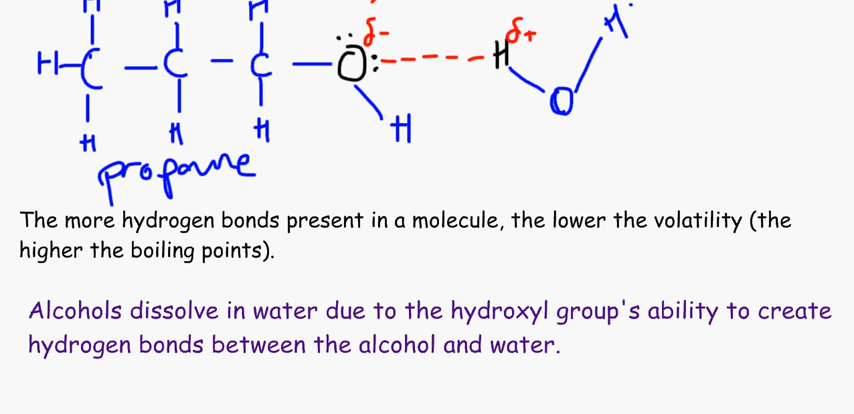 H H H δ- δ+ H
H-C - C - C - Ö: ----- H
O
H H H H
propane
The more hydrogen bonds present in a molecule, the lower the volatility (the
higher the boiling points).
Alcohols dissolve in water due to the hydroxyl group's ability to create
hydrogen bonds between the alcohol and water.